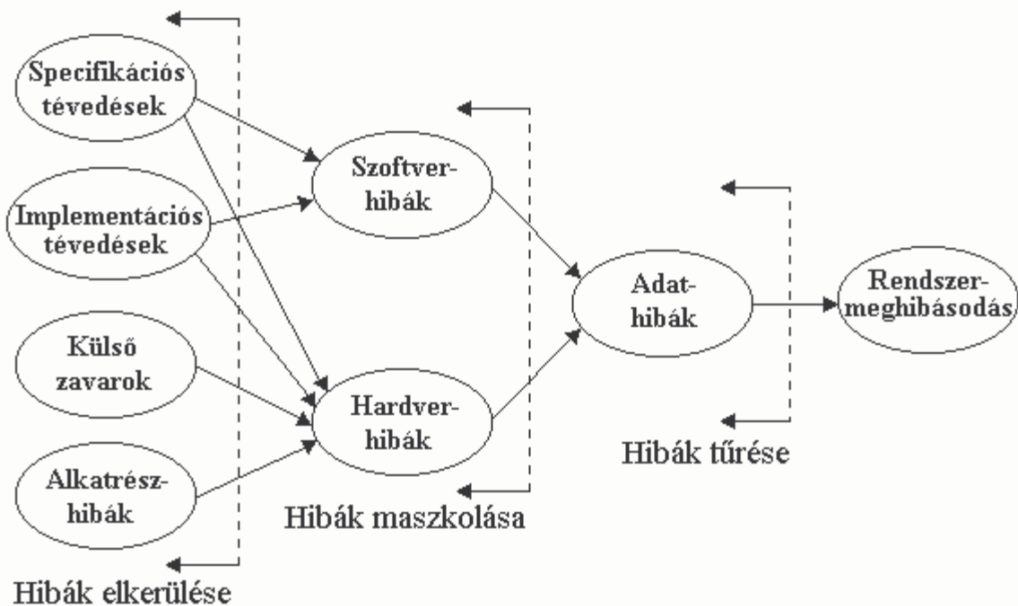 Specifikációs
tévedések
Implementációs
tévedések
Külső
zavarok
Alkatrész-
hibák
Hibák elkerülése
Szoftver-
hibák
Hardver-
hibák
Hibák maszkolása
Adat-
hibák
Hibák tűrése
Rendszer-
meghibásodás